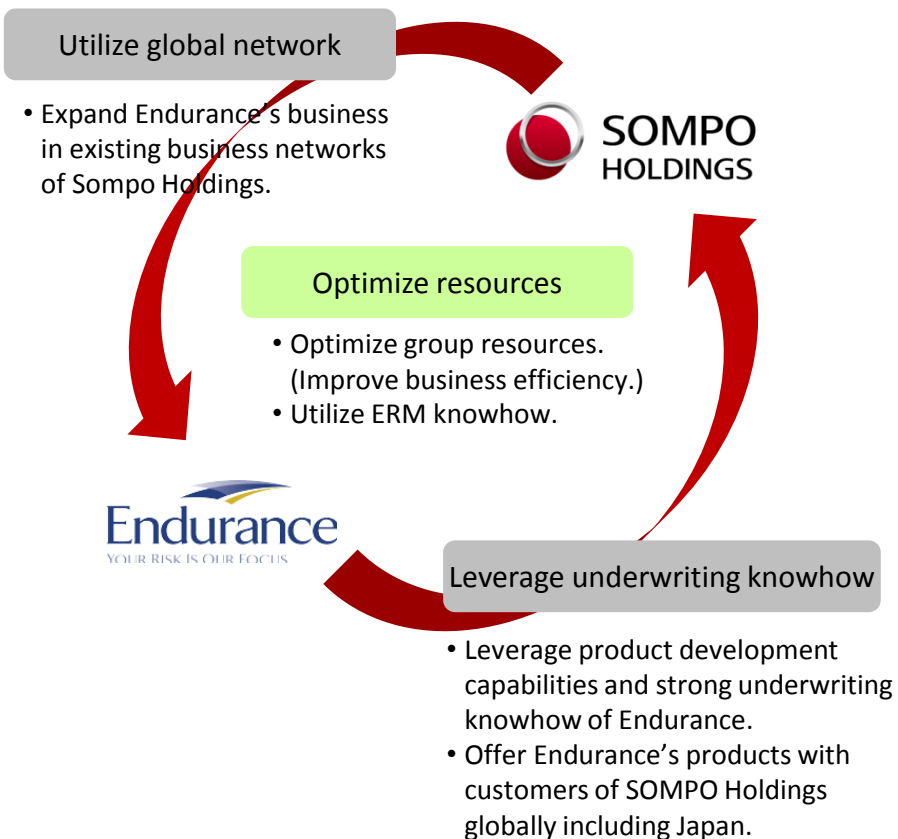 Utilize global network
• Expand Endurance's business
in existing business networks
of Sompo Holdings.
SOMPO
HOLDINGS
Optimize resources
• Optimize group resources.
(Improve business efficiency.)
• Utilize ERM knowhow.
Endurance
YOUR RISK IS OUR FOCUS
Leverage underwriting knowhow
• Leverage product development
capabilities and strong underwriting
knowhow of Endurance.
• Offer Endurance's products with
customers of SOMPO Holdings
globally including Japan.